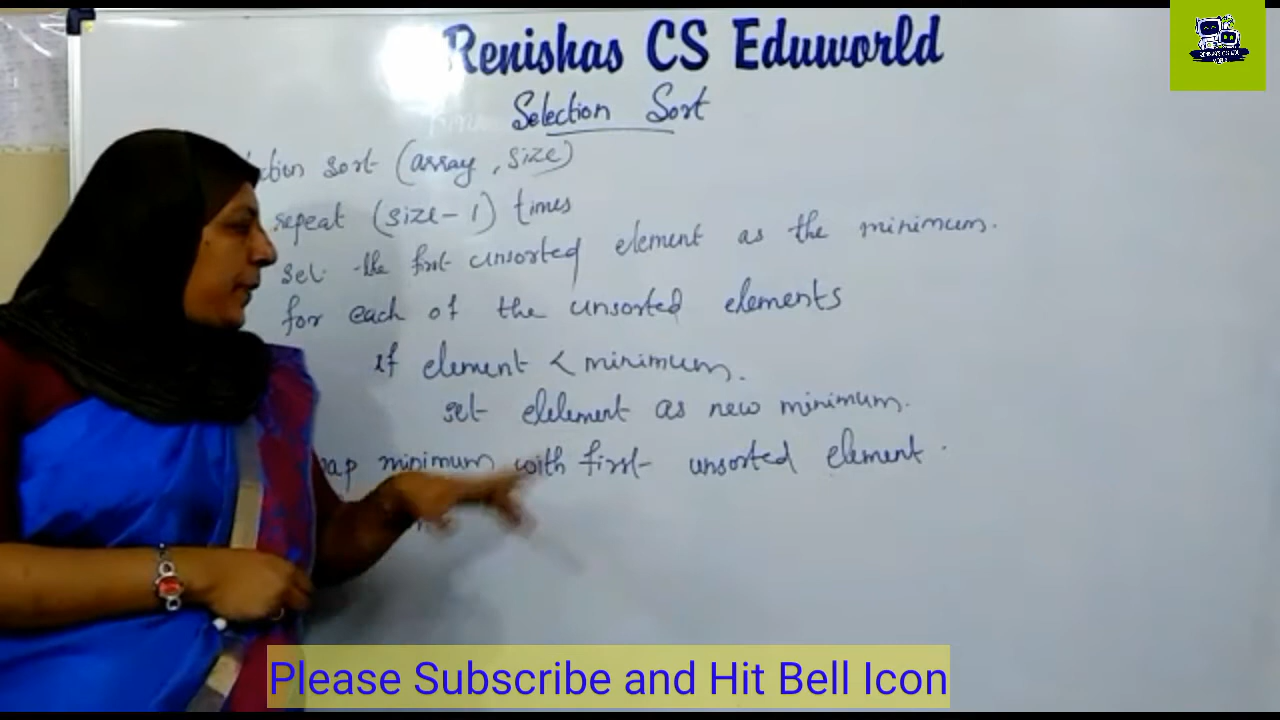 Renishas CS Eduworld
Selection Sort
ction sort (array, size)
repeat (size-1) times
set the first unsorted element as the minimum.
for each of the unsorted elements
if element < minimum.
set elelement as new minimum.
ap minimum with first unsorted element.
Please Subscribe and Hit Bell Icon